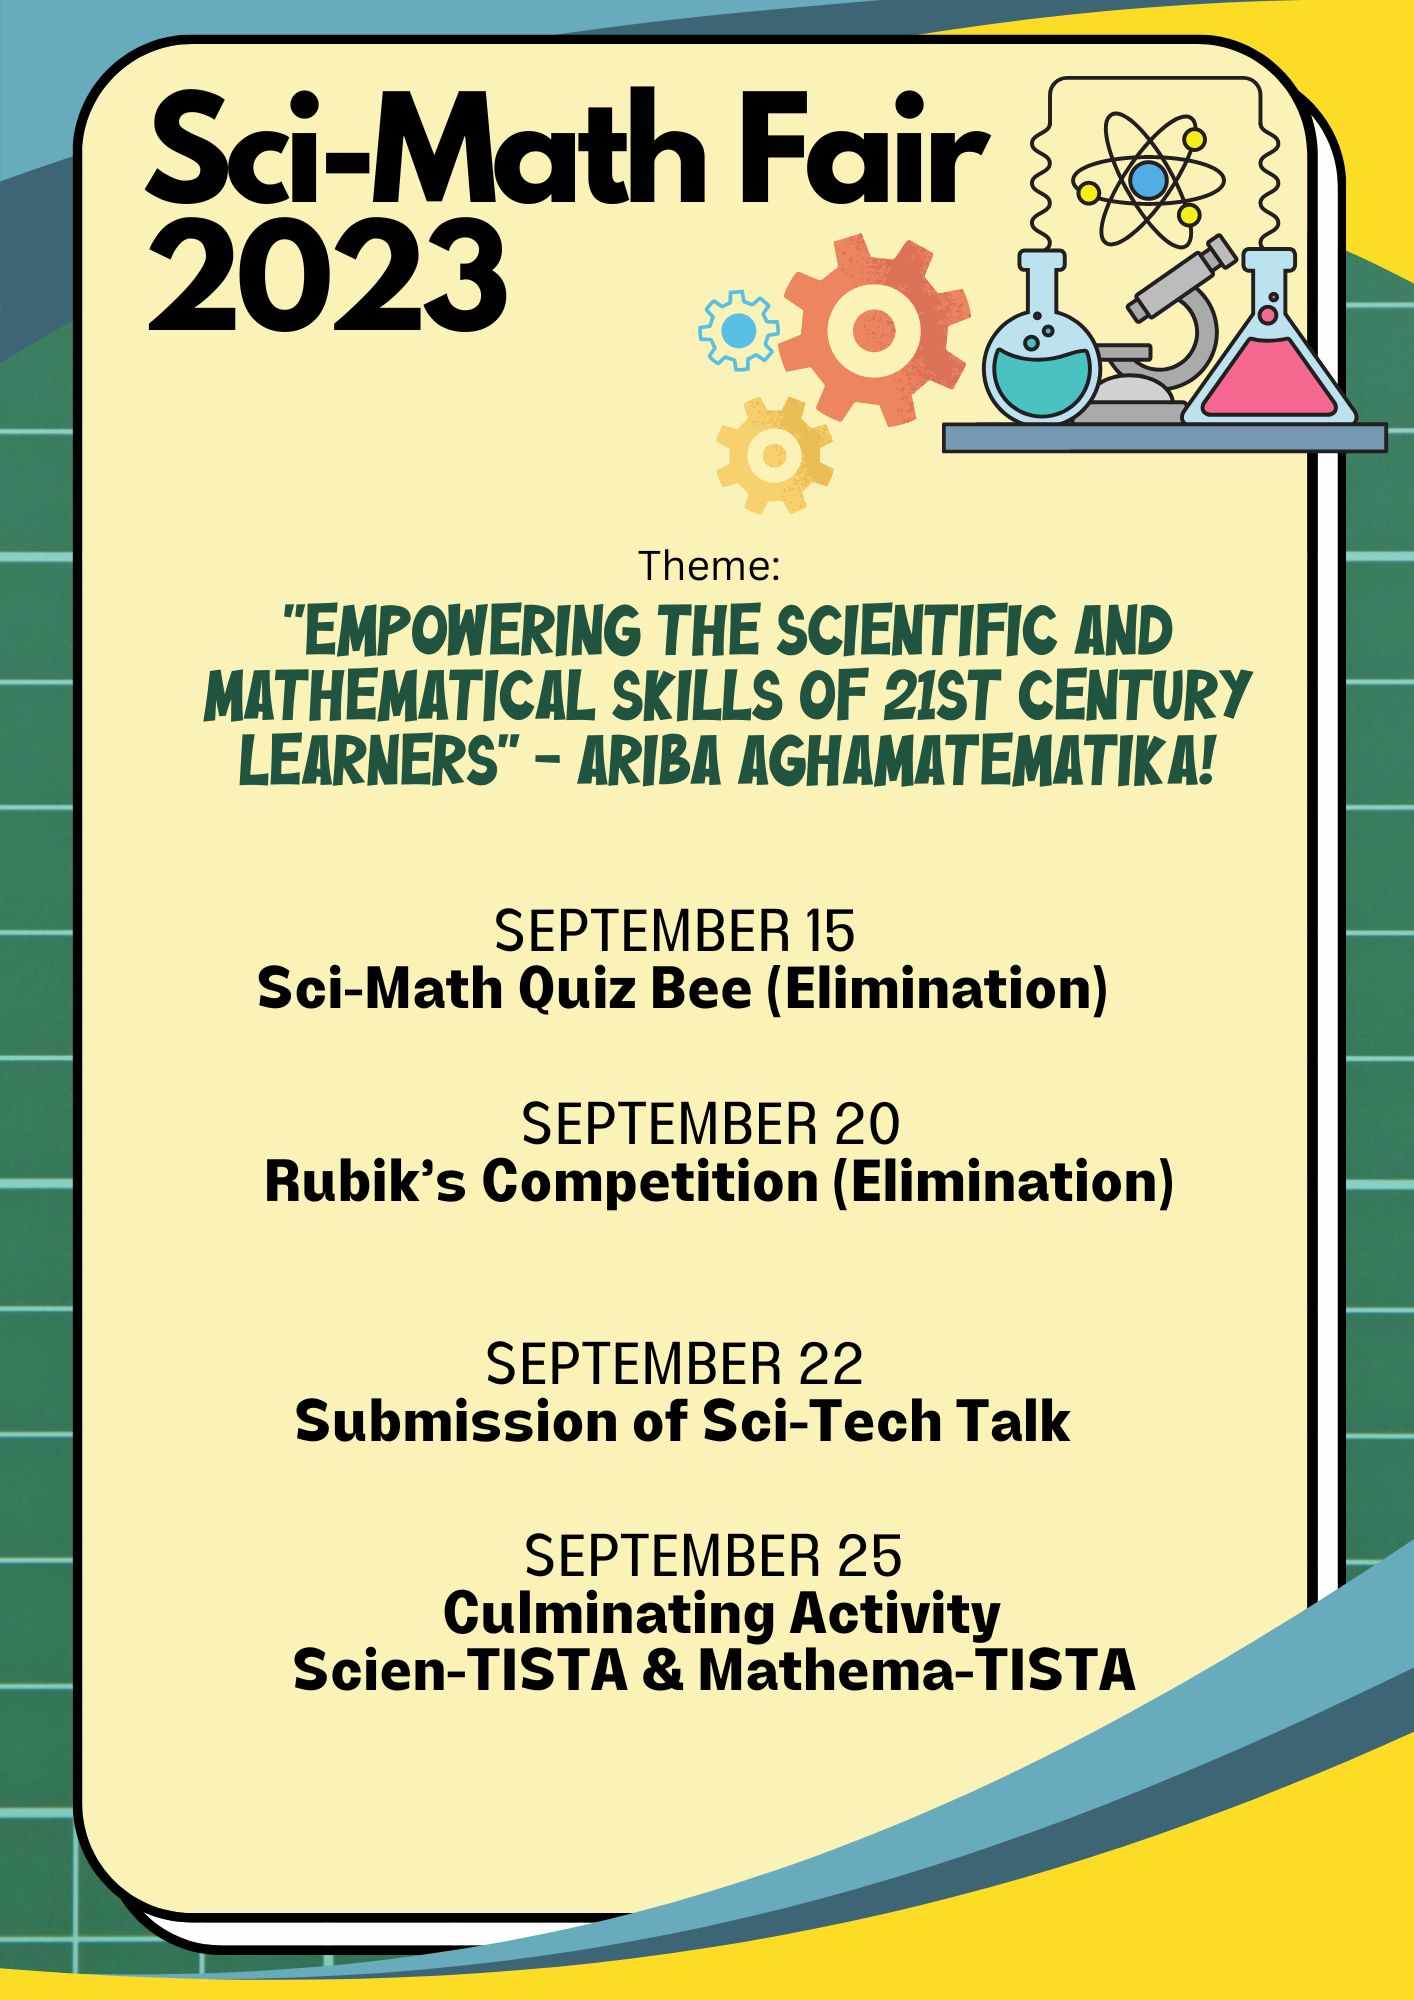 Sci-Math Fair
2023
Theme:
"EMPOWERING THE SCIENTIFIC AND
MATHEMATICAL SKILLS OF 21ST CENTURY
LEARNERS" - ARIBA AGHAMATEMATIKA!
SEPTEMBER 15
Sci-Math Quiz Bee (Elimination)
SEPTEMBER 20
Rubik’s Competition (Elimination)
SEPTEMBER 22
Submission of Sci-Tech Talk
SEPTEMBER 25
Culminating Activity
Scien-TISTA & Mathema-TISTA